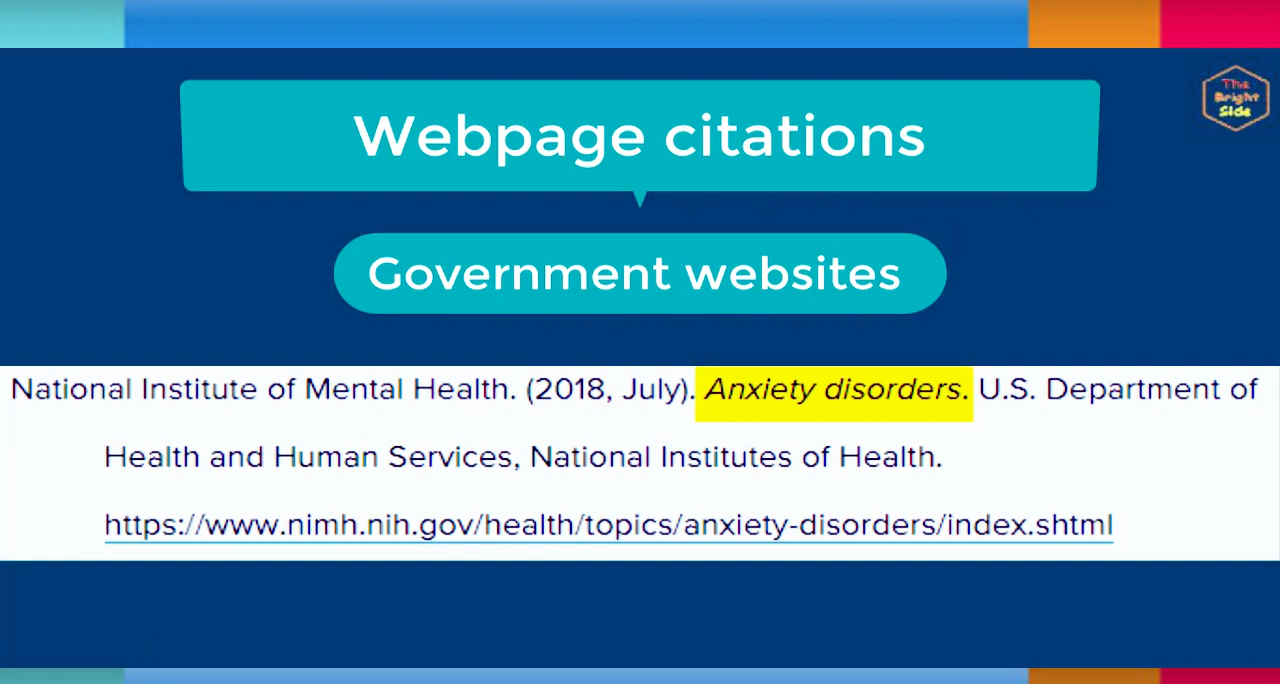 The
Bright
Side
Webpage citations
Government websites
National Institute of Mental Health. (2018, July). Anxiety disorders. U.S. Department of
Health and Human Services, National Institutes of Health.
https://www.nimh.nih.gov/health/topics/anxiety-disorders/index.shtml